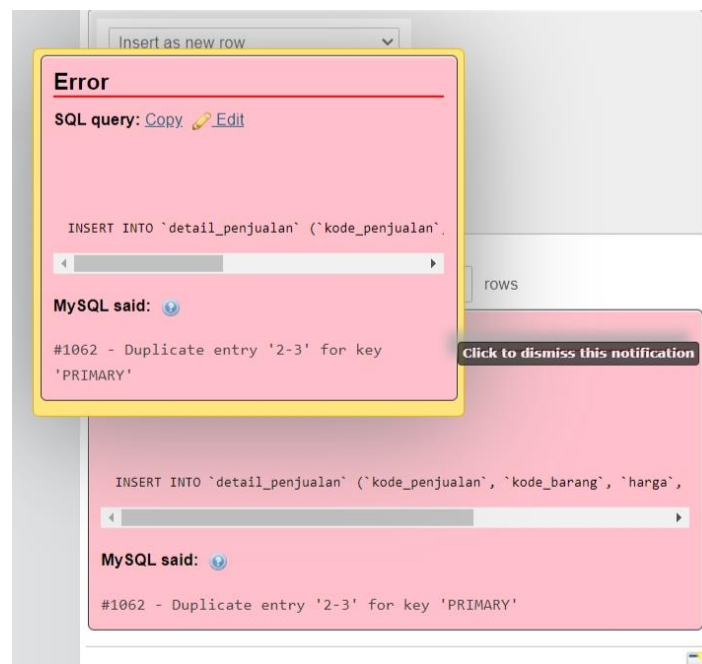 Insert as new row
Error
SQL query: Copy Edit
INSERT INTO `detail_penjualan` (`kode_penjualan`,
MySQL said:
#1062 - Duplicate entry '2-3' for key
'PRIMARY'
rows
Click to dismiss this notification
INSERT INTO `detail_penjualan` (`kode_penjualan`, `kode_barang`, `harga`,
MySQL said:
#1062 - Duplicate entry '2-3' for key 'PRIMARY'